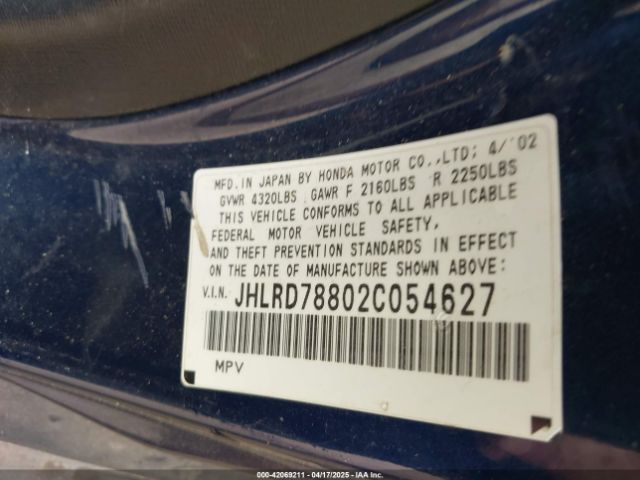 MFD.IN JAPAN BY HONDA MOTOR CO.,LTD; 4/'02
GVWR 4320LBS GAWR F 2160LBS R 2250LBS
THIS VEHICLE CONFORMS TO ALL APPLICABLE
FEDERAL MOTOR VEHICLE SAFETY,
AND THEFT PREVENTION STANDARDS IN EFFECT
ON THE DATE OF MANUFACTURE SHOWN ABOVE:
V.I.N. JHLRD78802C054627
MPV
000-42069211 - 04/17/2025 - IAA Inc.